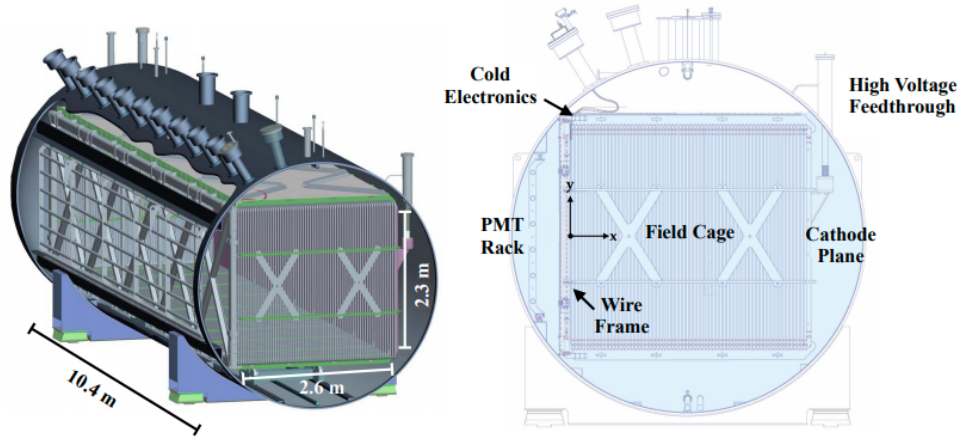 10.4 m
2.6 m
2.3 m
Cold
Electronics
High Voltage
Feedthrough
y
x
PMT
Rack
Field Cage
Cathode
Plane
Wire
Frame